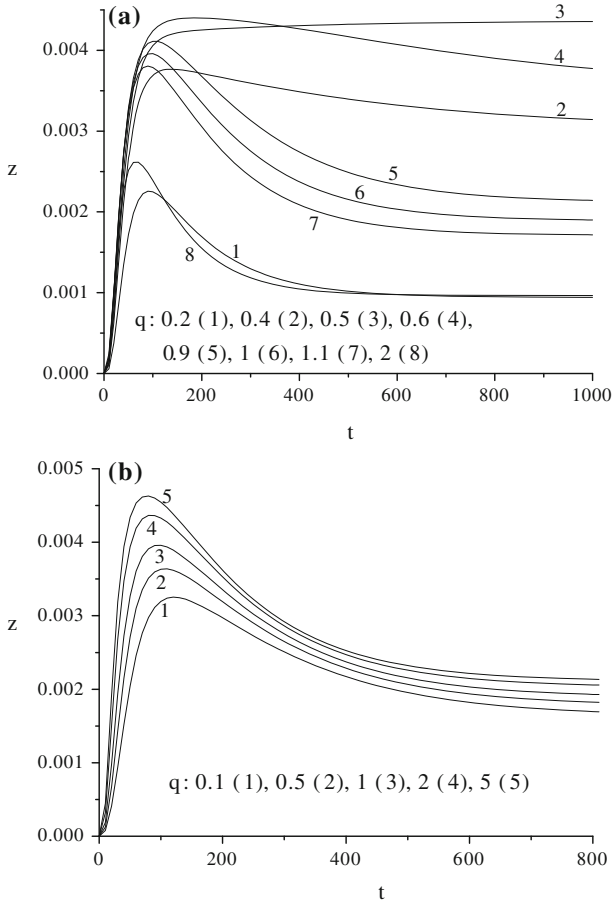 (a)
0.004
0.003
z
0.002
0.001
0.000
3
4
2
5
6
7
1
8
q: 0.2 (1), 0.4 (2), 0.5 (3), 0.6 (4),
0.9 (5), 1 (6), 1.1 (7), 2 (8)
0 200 400 600 800 1000
t
(b)
0.005
0.004
0.003
z
0.002
0.001
0.000
5
4
3
2
1
q: 0.1 (1), 0.5 (2), 1 (3), 2 (4), 5 (5)
0 200 400 600 800
t